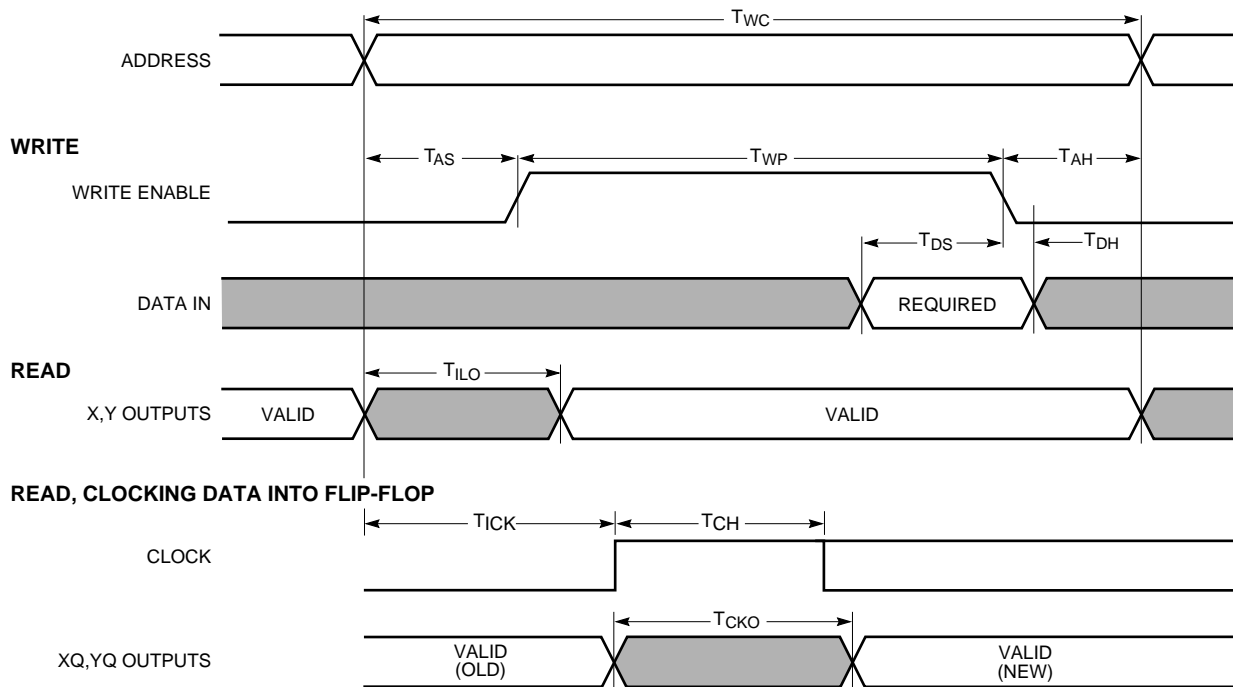 TWC
ADDRESS
WRITE
TAS
TWP
TAH
WRITE ENABLE
TDS
TDH
DATA IN
REQUIRED
READ
TILO
X,Y OUTPUTS
VALID
VALID
READ, CLOCKING DATA INTO FLIP-FLOP
TICK
TCH
CLOCK
TCKO
XQ,YQ OUTPUTS
VALID
(OLD)
VALID
(NEW)